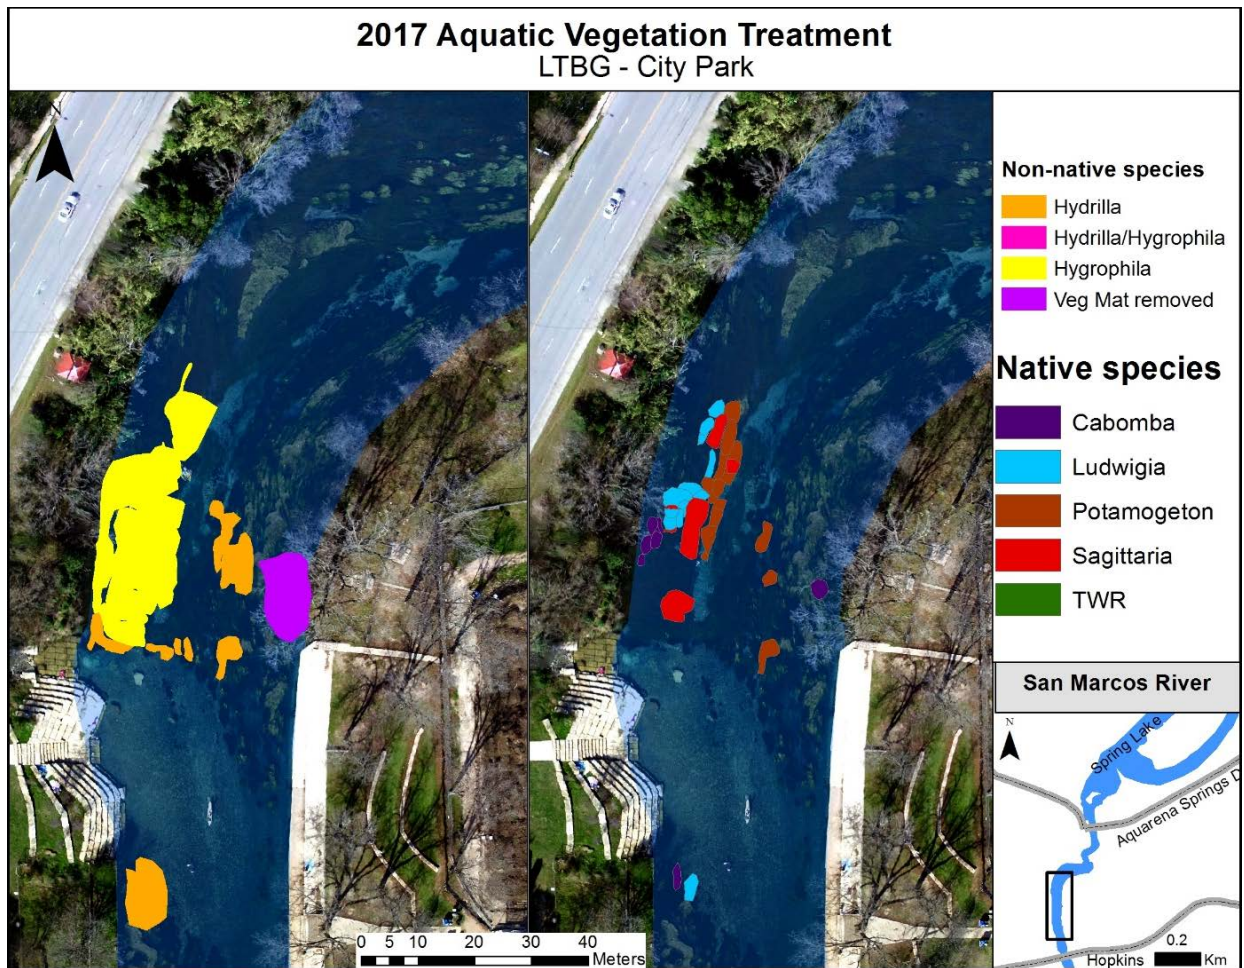 2017 Aquatic Vegetation Treatment
LTBG - City Park
N
Non-native species
Hydrilla
Hydrilla/Hygrophila
Hygrophila
Veg Mat removed
Native species
Cabomba
Ludwigia
Potamogeton
Sagittaria
TWR
San Marcos River
N
Spring Lake
Aquarena Springs D
Hopkins
0.2
Km
0 5 10 20 30 40
Meters